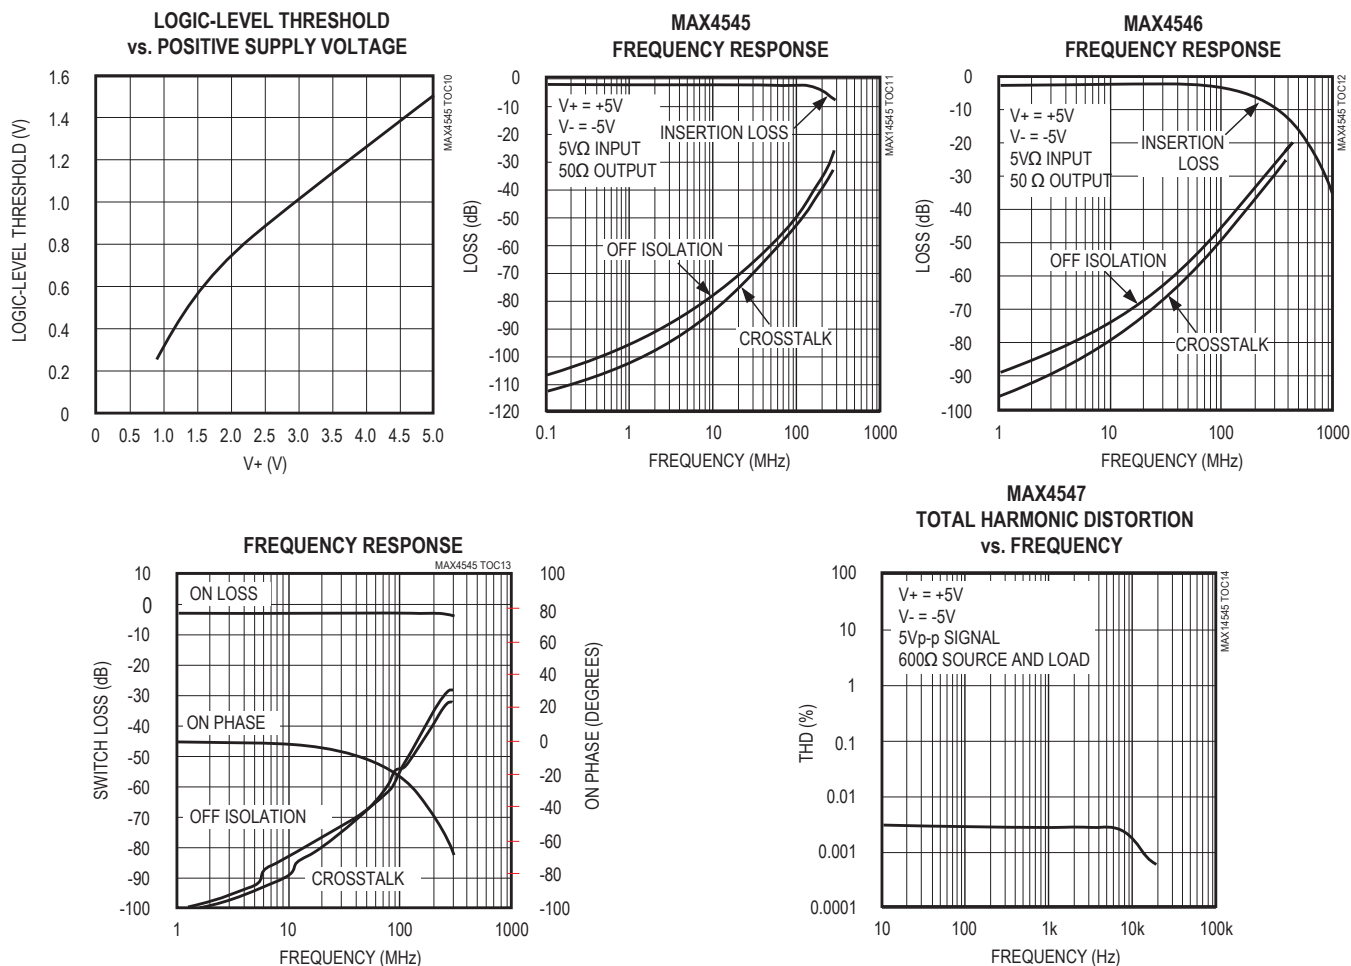 LOGIC-LEVEL THRESHOLD
vs. POSITIVE SUPPLY VOLTAGE
MAX4545 TOC10
LOGIC-LEVEL THRESHOLD (V)
1.6
1.4
1.2
1.0
0.8
0.6
0.4
0.2
0
0 0.5 1.0 1.5 2.0 2.5 3.0 3.5 4.0 4.5 5.0
V+ (V)
MAX4545
FREQUENCY RESPONSE
MAX14545 TOC11
LOSS (dB)
0
-10
-20
-30
-40
-50
-60
-70
-80
-90
-100
-110
-120
V+ = +5V
V- = -5V
5VΩ INPUT
50Ω OUTPUT
INSERTION LOSS
OFF ISOLATION
CROSSTALK
0.1 1 10 100 1000
FREQUENCY (MHz)
MAX4546
FREQUENCY RESPONSE
MAX4545 TOC12
LOSS (dB)
0
-10
-20
-30
-40
-50
-60
-70
-80
-90
-100
V+ = +5V
V- = -5V
5VΩ INPUT
50 Ω OUTPUT
INSERTION
LOSS
OFF ISOLATION
CROSSTALK
1 10 100 1000
FREQUENCY (MHz)
FREQUENCY RESPONSE
MAX4545 TOC13
SWITCH LOSS (dB)
10
0
-10
-20
-30
-40
-50
-60
-70
-80
-90
-100
ON LOSS
ON PHASE
OFF ISOLATION
CROSSTALK
100
80
60
40
20
0
-20
-40
-60
-80
-100
ON PHASE (DEGREES)
1 10 100 1000
FREQUENCY (MHz)
MAX4547
TOTAL HARMONIC DISTORTION
vs. FREQUENCY
MAX14545 TOC14
THD (%)
100
10
1
0.1
0.01
0.001
0.0001
V+ = +5V
V- = -5V
5Vp-p SIGNAL
600Ω SOURCE AND LOAD
10 100 1k 10k 100k
FREQUENCY (Hz)